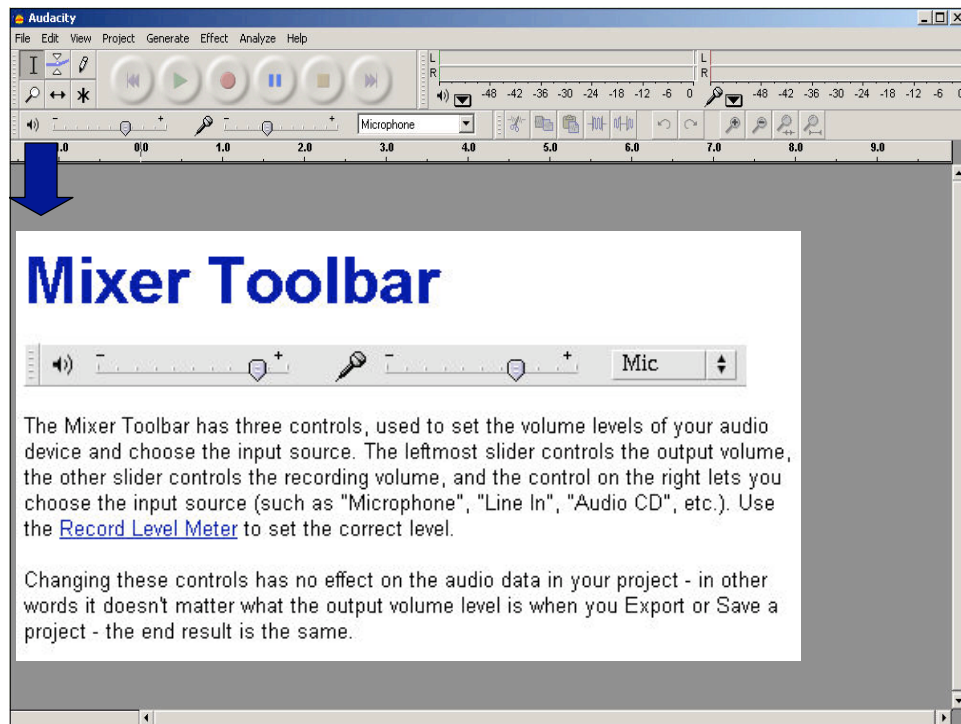 Audacity
File Edit View Project Generate Effect Analyze Help
L L
R R
-48 -42 -36 -30 -24 -18 -12 -6 0 -48 -42 -36 -30 -24 -18 -12 -6 0
- + - + Microphone
1.0 0.0 1.0 2.0 3.0 4.0 5.0 6.0 7.0 8.0 9.0
Mixer Toolbar
- + - + Mic
The Mixer Toolbar has three controls, used to set the volume levels of your audio
device and choose the input source. The leftmost slider controls the output volume,
the other slider controls the recording volume, and the control on the right lets you
choose the input source (such as "Microphone", "Line In", "Audio CD", etc.). Use
the Record Level Meter to set the correct level.
Changing these controls has no effect on the audio data in your project - in other
words it doesn't matter what the output volume level is when you Export or Save a
project - the end result is the same.